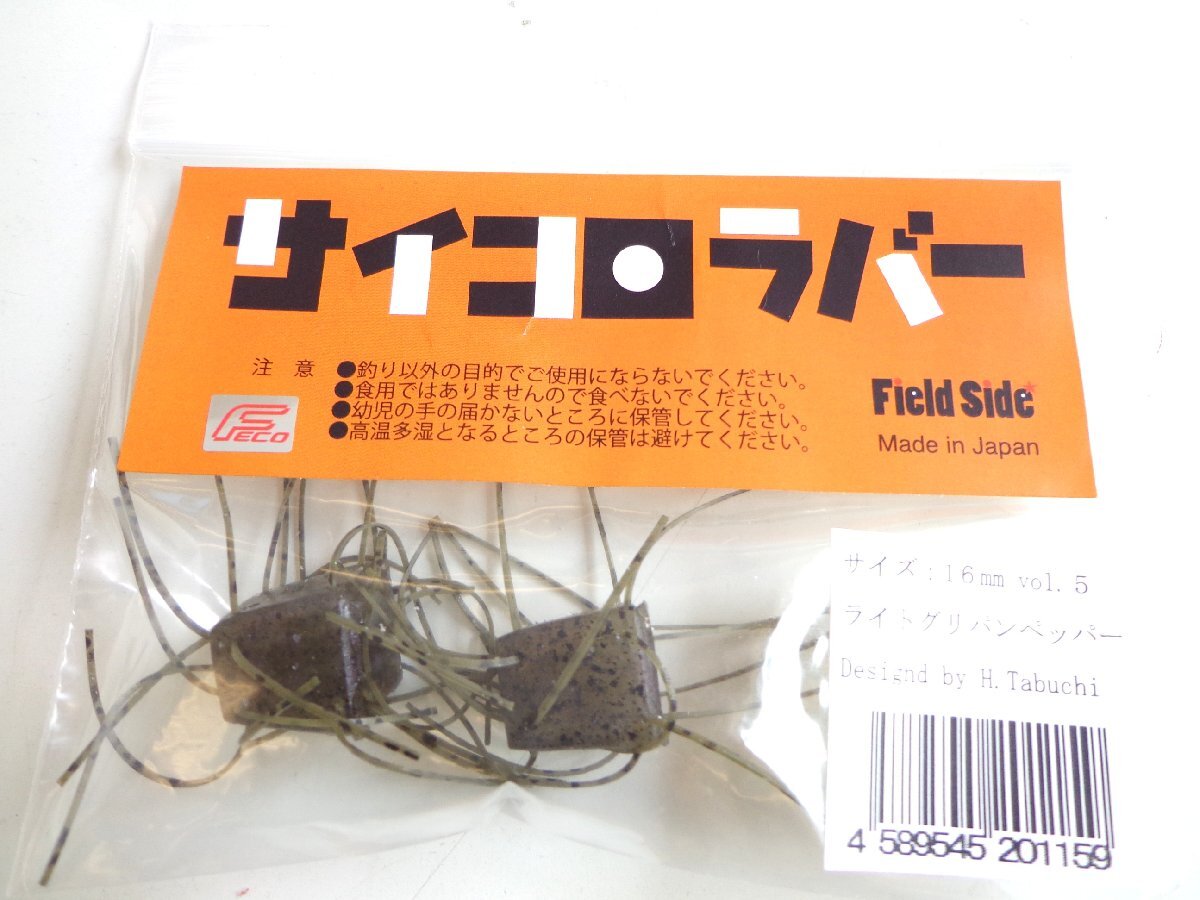 サイコロラバー
注 意
●釣り以外の目的でご使用にならないでください。
●食用ではありませんので食べないでください。
●幼児の手の届かないところに保管してください。
●高温多湿となるところの保管は避けてください。
FECO
Field Side
Made in Japan
サイズ:16mm vol.5
ライトグリパンペッパー
Designd by H.Tabuchi
4 589545 201159